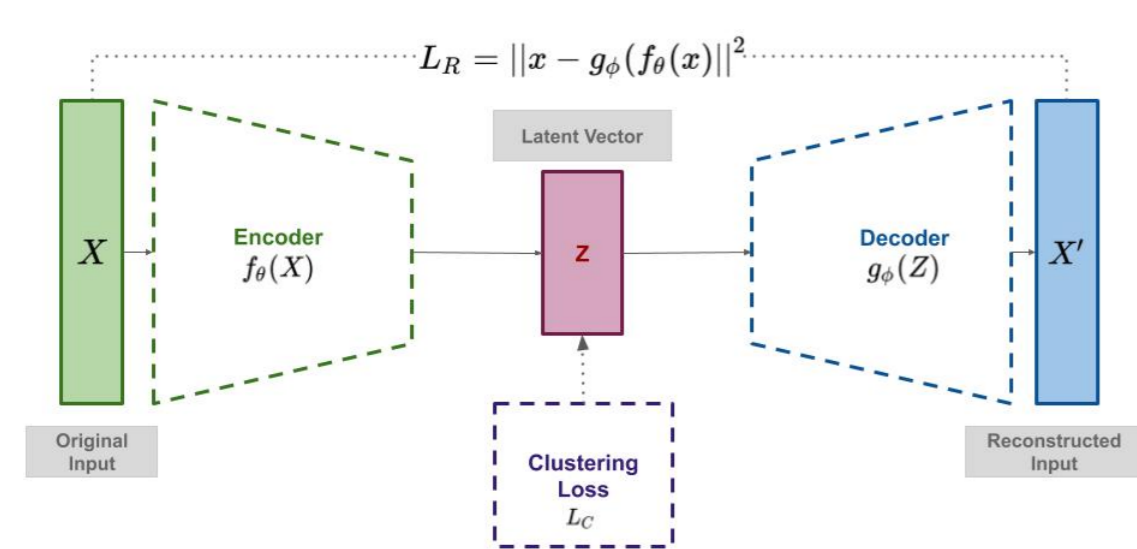 L_R = ||x − g_ϕ(f_θ(x)||²
Latent Vector
X
Encoder
f_θ(X)
Z
Decoder
g_ϕ(Z)
X′
Original
Input
Clustering
Loss
L_C
Reconstructed
Input